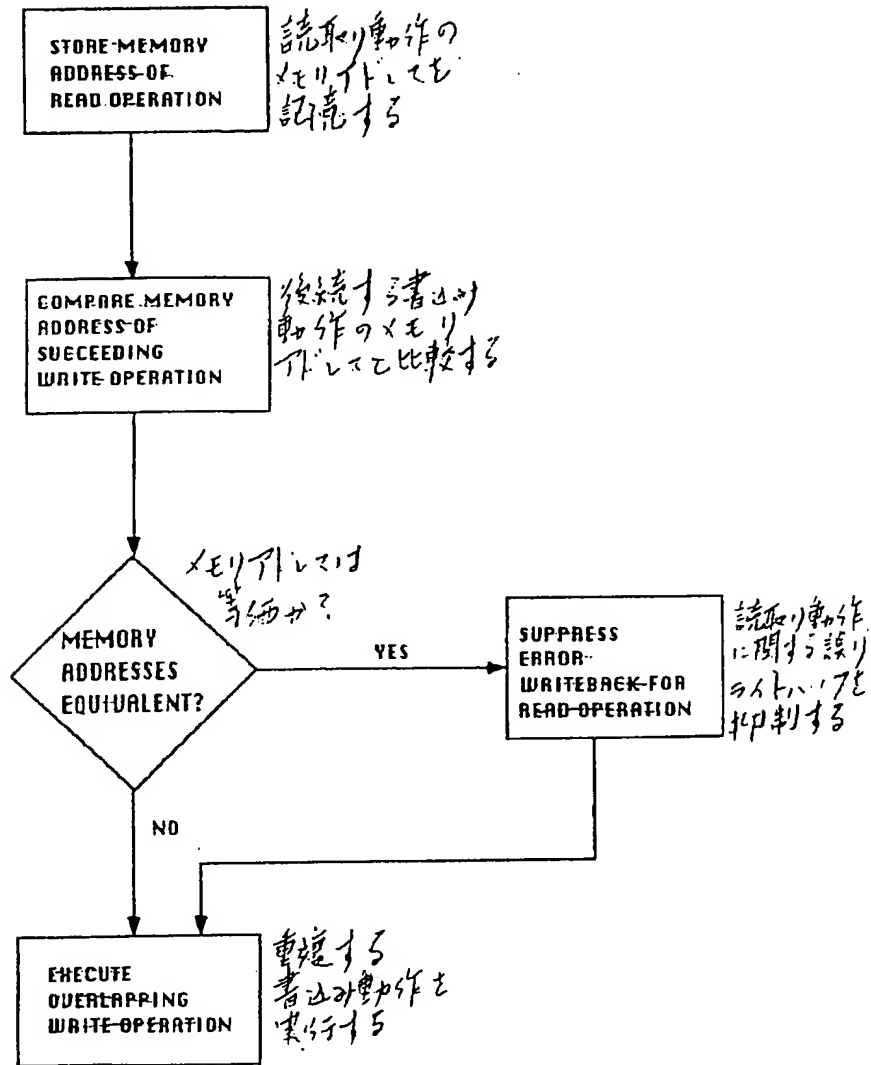 STORE MEMORY
ADDRESS OF
READ OPERATION
読取り動作の
メモリアドレスを
記憶する
COMPARE MEMORY
ADDRESS OF
SUCCEEDING
WRITE OPERATION
後続する書込み
動作のメモリ
アドレスと比較する
メモリアドレスは
等価か?
MEMORY
ADDRESSES
EQUIVALENT?
YES
SUPPRESS
ERROR
WRITEBACK FOR
READ OPERATION
読取り動作
に関する誤り
ライトバックを
抑制する
NO
EXECUTE
OVERLAPPING
WRITE OPERATION
重複する
書込み動作を
実行する